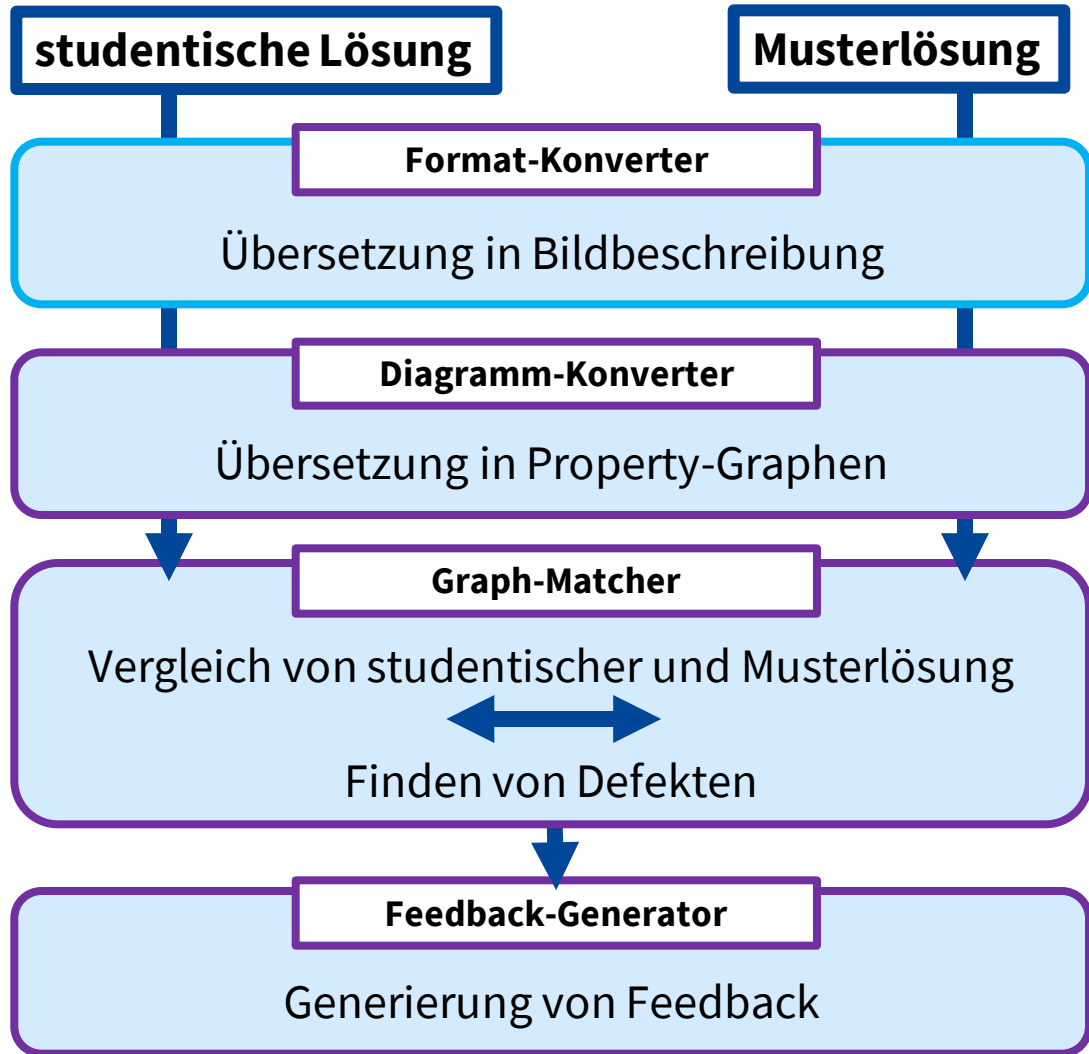 studentische Lösung
Musterlösung
Format-Konverter
Übersetzung in Bildbeschreibung
Diagramm-Konverter
Übersetzung in Property-Graphen
Graph-Matcher
Vergleich von studentischer und Musterlösung
Finden von Defekten
Feedback-Generator
Generierung von Feedback